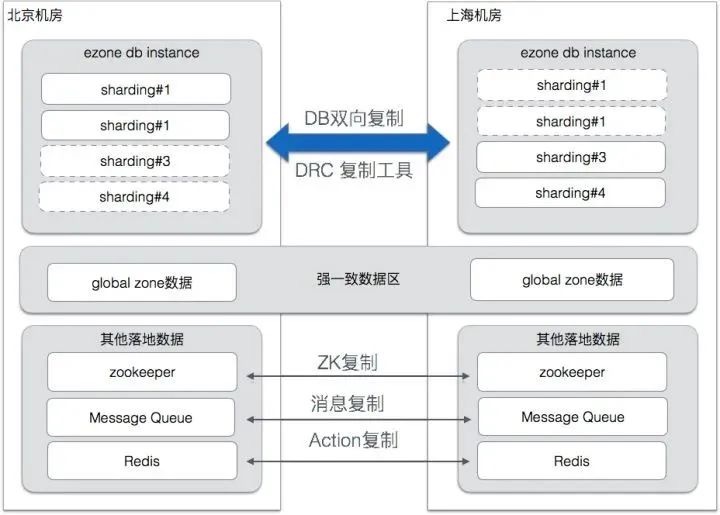 北京机房
上海机房
ezone db instance
sharding#1
sharding#1
sharding#3
sharding#4
DB双向复制
DRC 复制工具
ezone db instance
sharding#1
sharding#1
sharding#3
sharding#4
global zone数据
强一致数据区
global zone数据
其他落地数据
zookeeper
Message Queue
Redis
ZK复制
消息复制
Action复制
其他落地数据
zookeeper
Message Queue
Redis